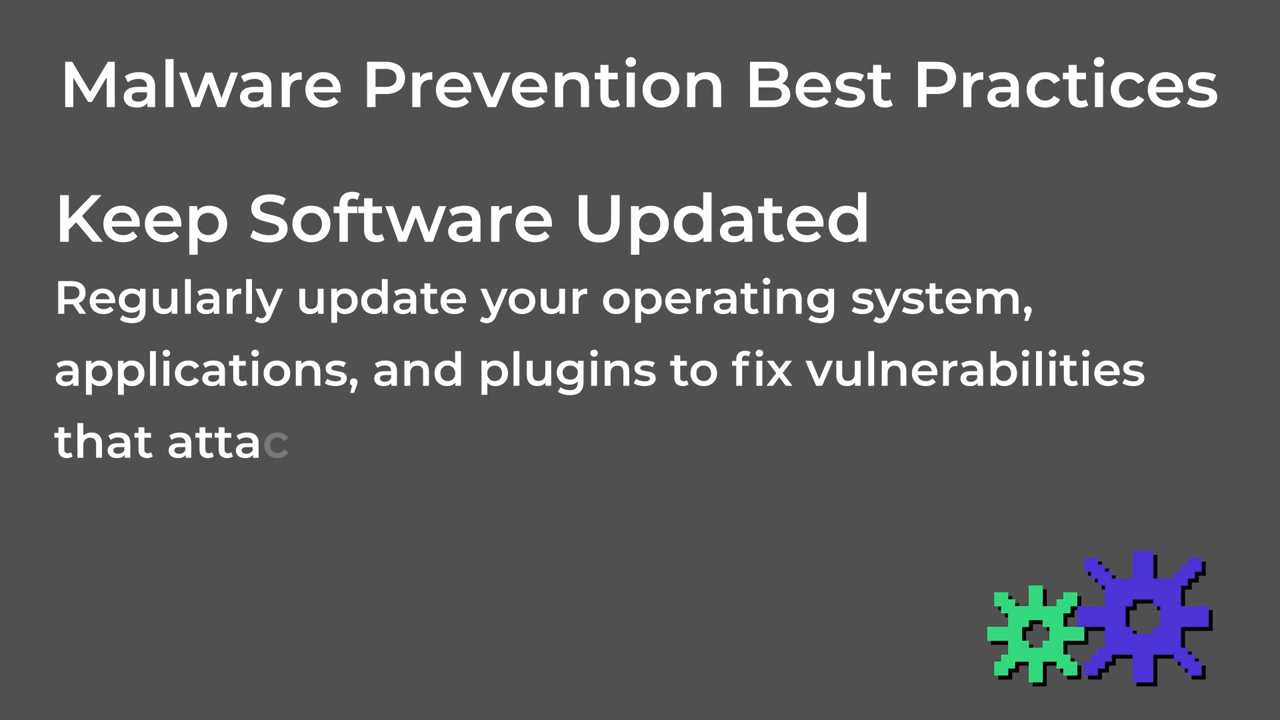 Malware Prevention Best Practices
Keep Software Updated
Regularly update your operating system,
applications, and plugins to fix vulnerabilities
that attac